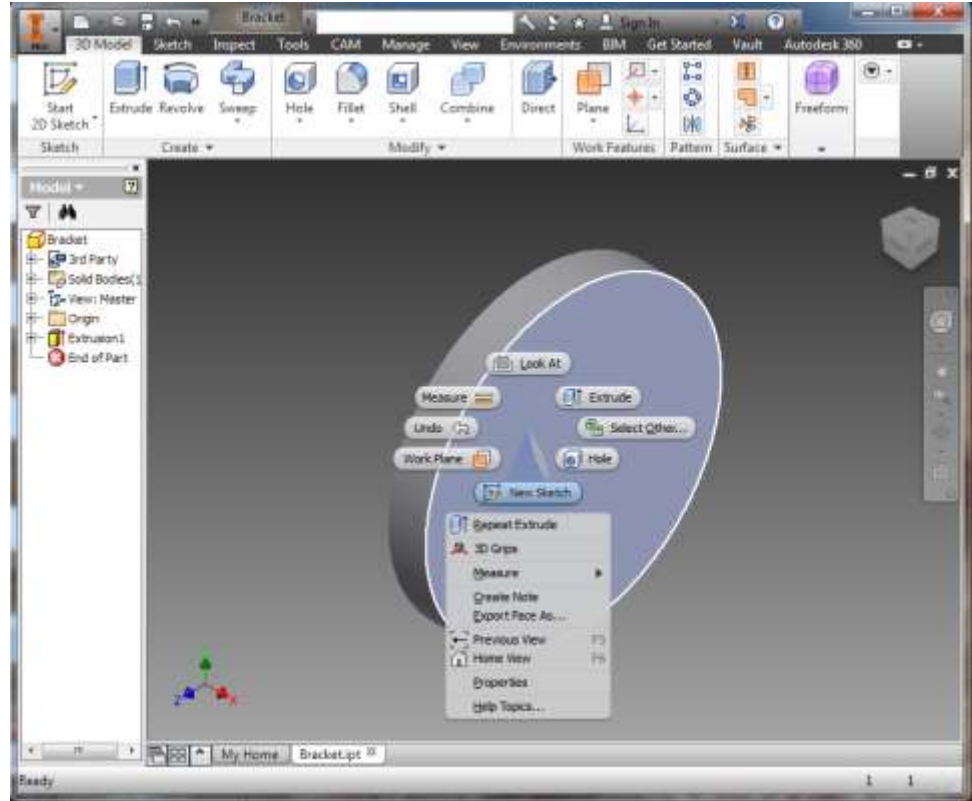 Bracket
Sign In
PRO
3D Model Sketch Inspect Tools CAM Manage View Environments BIM Get Started Vault Autodesk 360
Start
2D Sketch
Extrude Revolve Sweep
Hole Fillet Shell Combine Direct
Plane
Freeform
Sketch Create Modify Work Features Pattern Surface
Model
Bracket
3rd Party
Solid Bodies(1
View: Master
Origin
Extrusion1
End of Part
Look At
Measure
Extrude
Undo
Select Other...
Work Plane
Hole
New Sketch
Repeat Extrude
3D Grips
Measure
Create Note
Export Face As...
Previous View F5
Home View F6
Properties
Help Topics...
Z
X
My Home Bracket.ipt
Ready 1 1